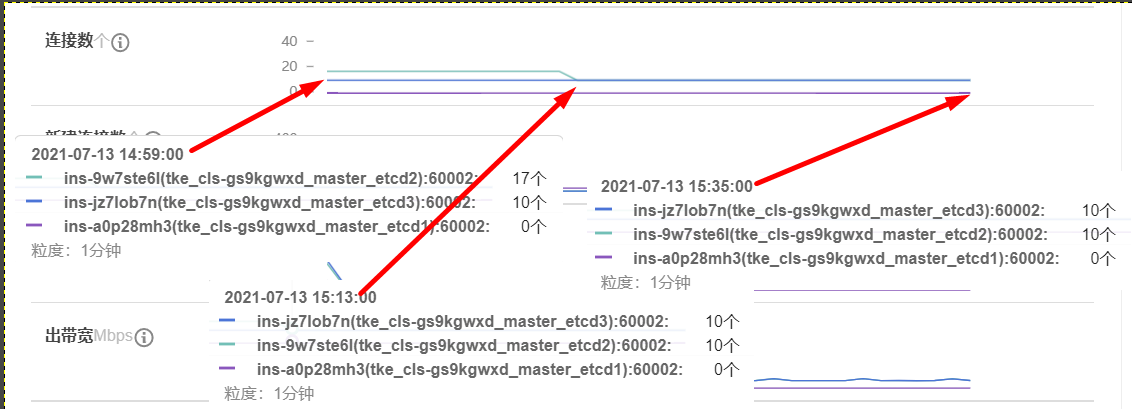 连接数个
40
20
0
新建连接数个
2021-07-13 14:59:00
ins-9w7ste6l(tke_cls-gs9kgwxd_master_etcd2):60002: 17个
ins-jz7lob7n(tke_cls-gs9kgwxd_master_etcd3):60002: 10个
ins-a0p28mh3(tke_cls-gs9kgwxd_master_etcd1):60002: 0个
粒度：1分钟
2021-07-13 15:35:00
ins-jz7lob7n(tke_cls-gs9kgwxd_master_etcd3):60002: 10个
ins-9w7ste6l(tke_cls-gs9kgwxd_master_etcd2):60002: 10个
ins-a0p28mh3(tke_cls-gs9kgwxd_master_etcd1):60002: 0个
粒度：1分钟
2021-07-13 15:13:00
ins-jz7lob7n(tke_cls-gs9kgwxd_master_etcd3):60002: 10个
ins-9w7ste6l(tke_cls-gs9kgwxd_master_etcd2):60002: 10个
ins-a0p28mh3(tke_cls-gs9kgwxd_master_etcd1):60002: 0个
粒度：1分钟
出带宽Mbps